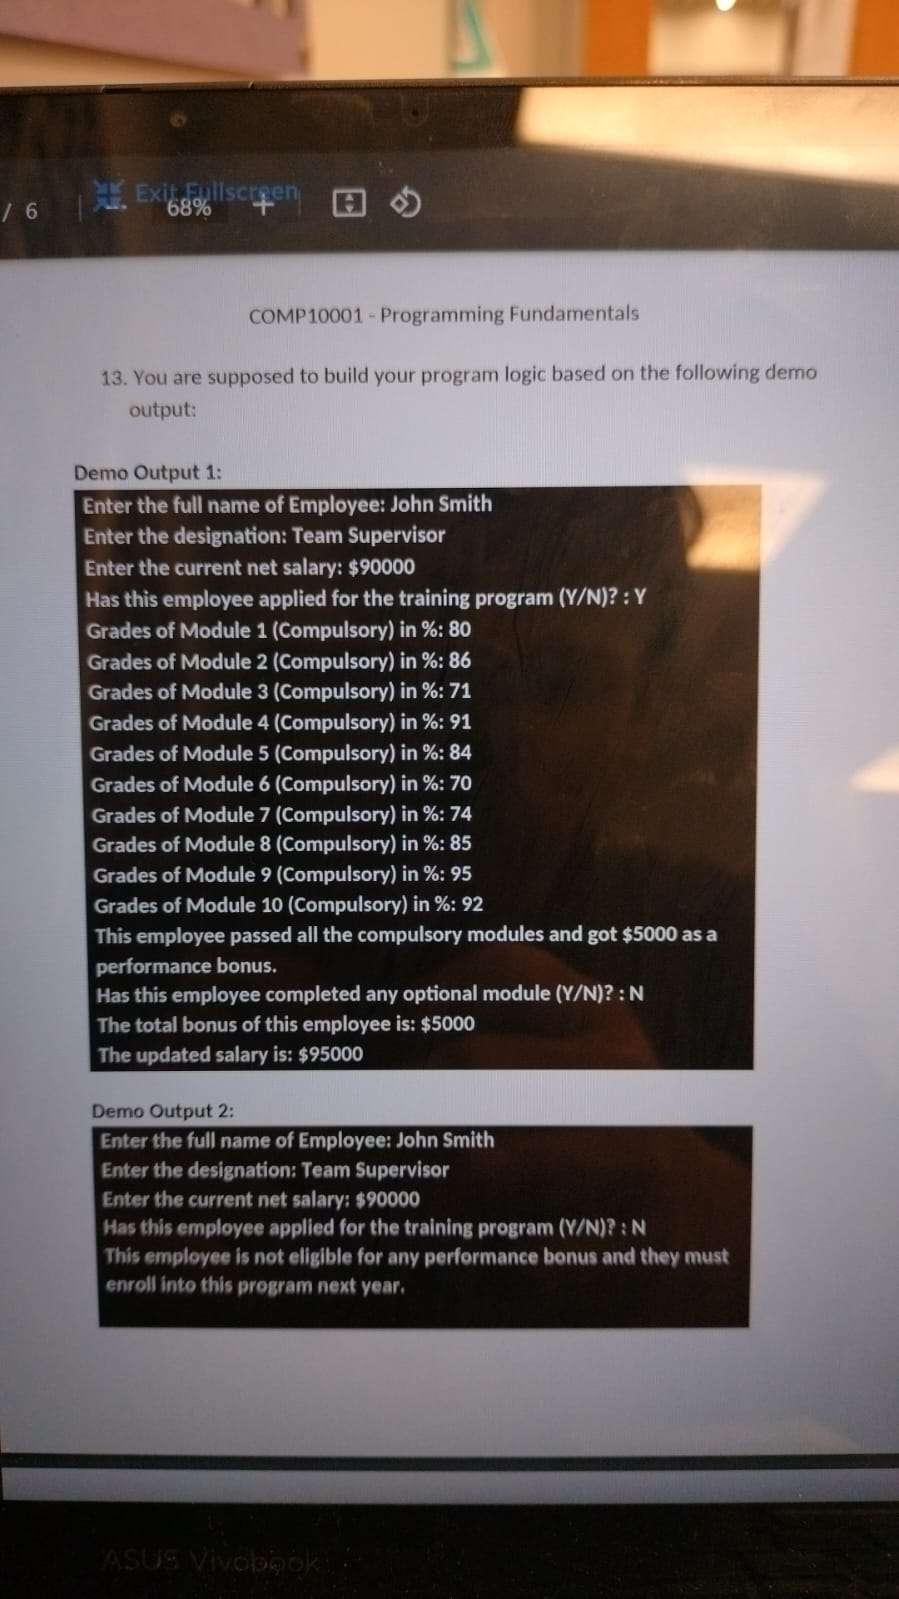 / 6
Exit Fullscreen
68%
COMP10001 - Programming Fundamentals
13. You are supposed to build your program logic based on the following demo
output:
Demo Output 1:
Enter the full name of Employee: John Smith
Enter the designation: Team Supervisor
Enter the current net salary: $90000
Has this employee applied for the training program (Y/N)? : Y
Grades of Module 1 (Compulsory) in %: 80
Grades of Module 2 (Compulsory) in %: 86
Grades of Module 3 (Compulsory) in %: 71
Grades of Module 4 (Compulsory) in %: 91
Grades of Module 5 (Compulsory) in %: 84
Grades of Module 6 (Compulsory) in %: 70
Grades of Module 7 (Compulsory) in %: 74
Grades of Module 8 (Compulsory) in %: 85
Grades of Module 9 (Compulsory) in %: 95
Grades of Module 10 (Compulsory) in %: 92
This employee passed all the compulsory modules and got $5000 as a
performance bonus.
Has this employee completed any optional module (Y/N)? : N
The total bonus of this employee is: $5000
The updated salary is: $95000
Demo Output 2:
Enter the full name of Employee: John Smith
Enter the designation: Team Supervisor
Enter the current net salary: $90000
Has this employee applied for the training program (Y/N)? : N
This employee is not eligible for any performance bonus and they must
enroll into this program next year.
ASUS Vivobook